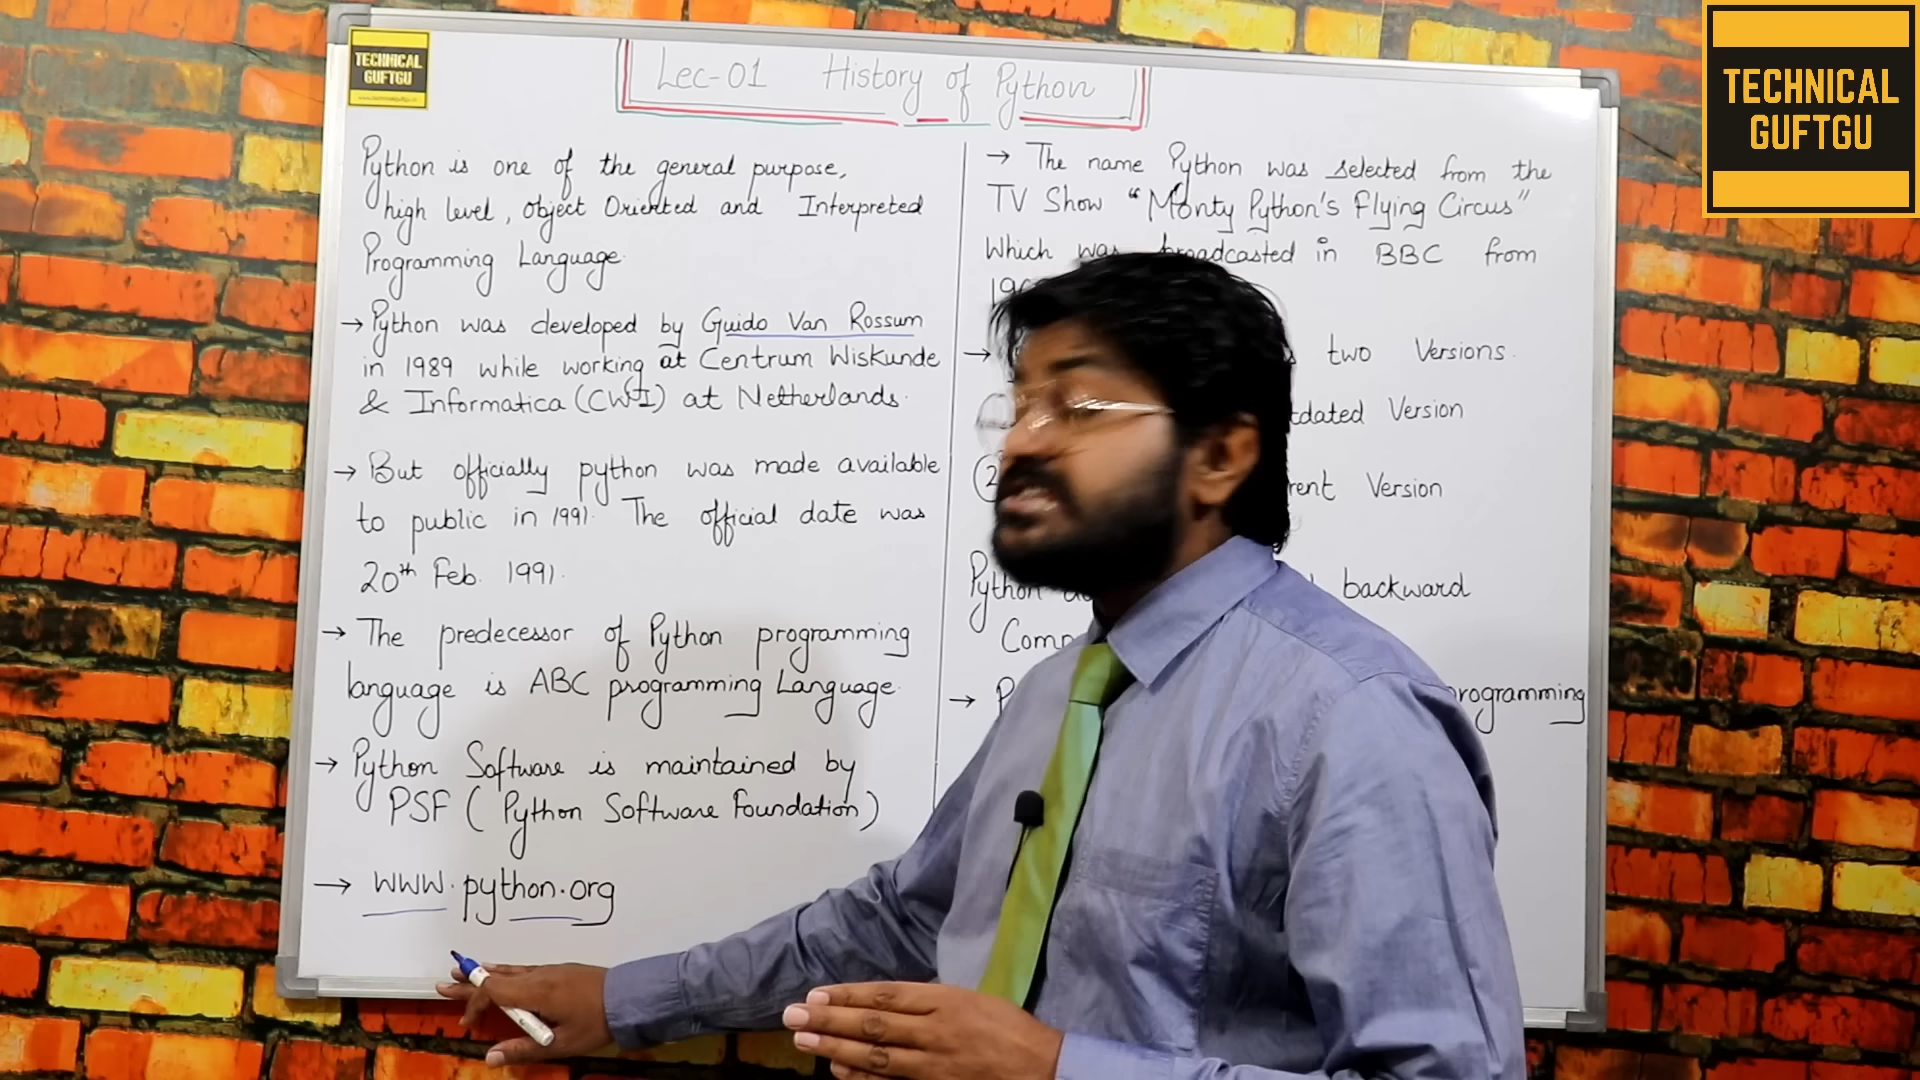 TECHNICAL
GUFTGU
Lec-01 History of Python
Python is one of the general purpose,
high level, Object Oriented and Interpreted
Programming Language.
→ Python was developed by Guido Van Rossum
in 1989 while working at Centrum Wiskunde
& Informatica (CWI) at Netherlands.
→ But officially python was made available
to public in 1991. The official date was
20th Feb. 1991.
→ The predecessor of Python programming
language is ABC programming Language.
→ Python Software is maintained by
PSF (Python Software Foundation)
→ www.python.org
→ The name Python was selected from the
TV Show "Monty Python's Flying Circus"
Which was broadcasted in BBC from
→ two Versions.
Version
Version
Python backward
→ programming
TECHNICAL
GUFTGU